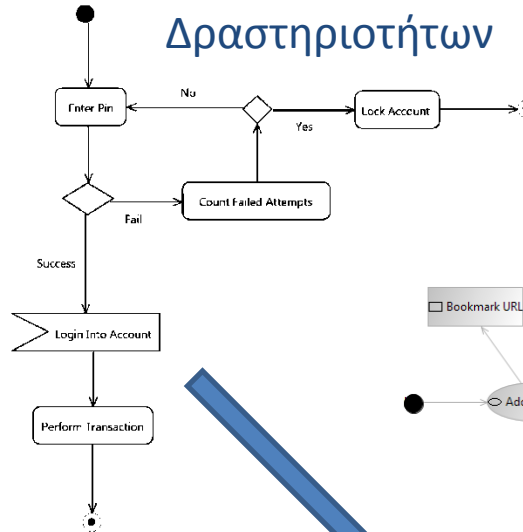 Δραστηριοτήτων
No
Enter Pin
Lock Account
Yes
Count Failed Attempts
Fail
Success
Bookmark URL
Login Into Account
Perform Transaction